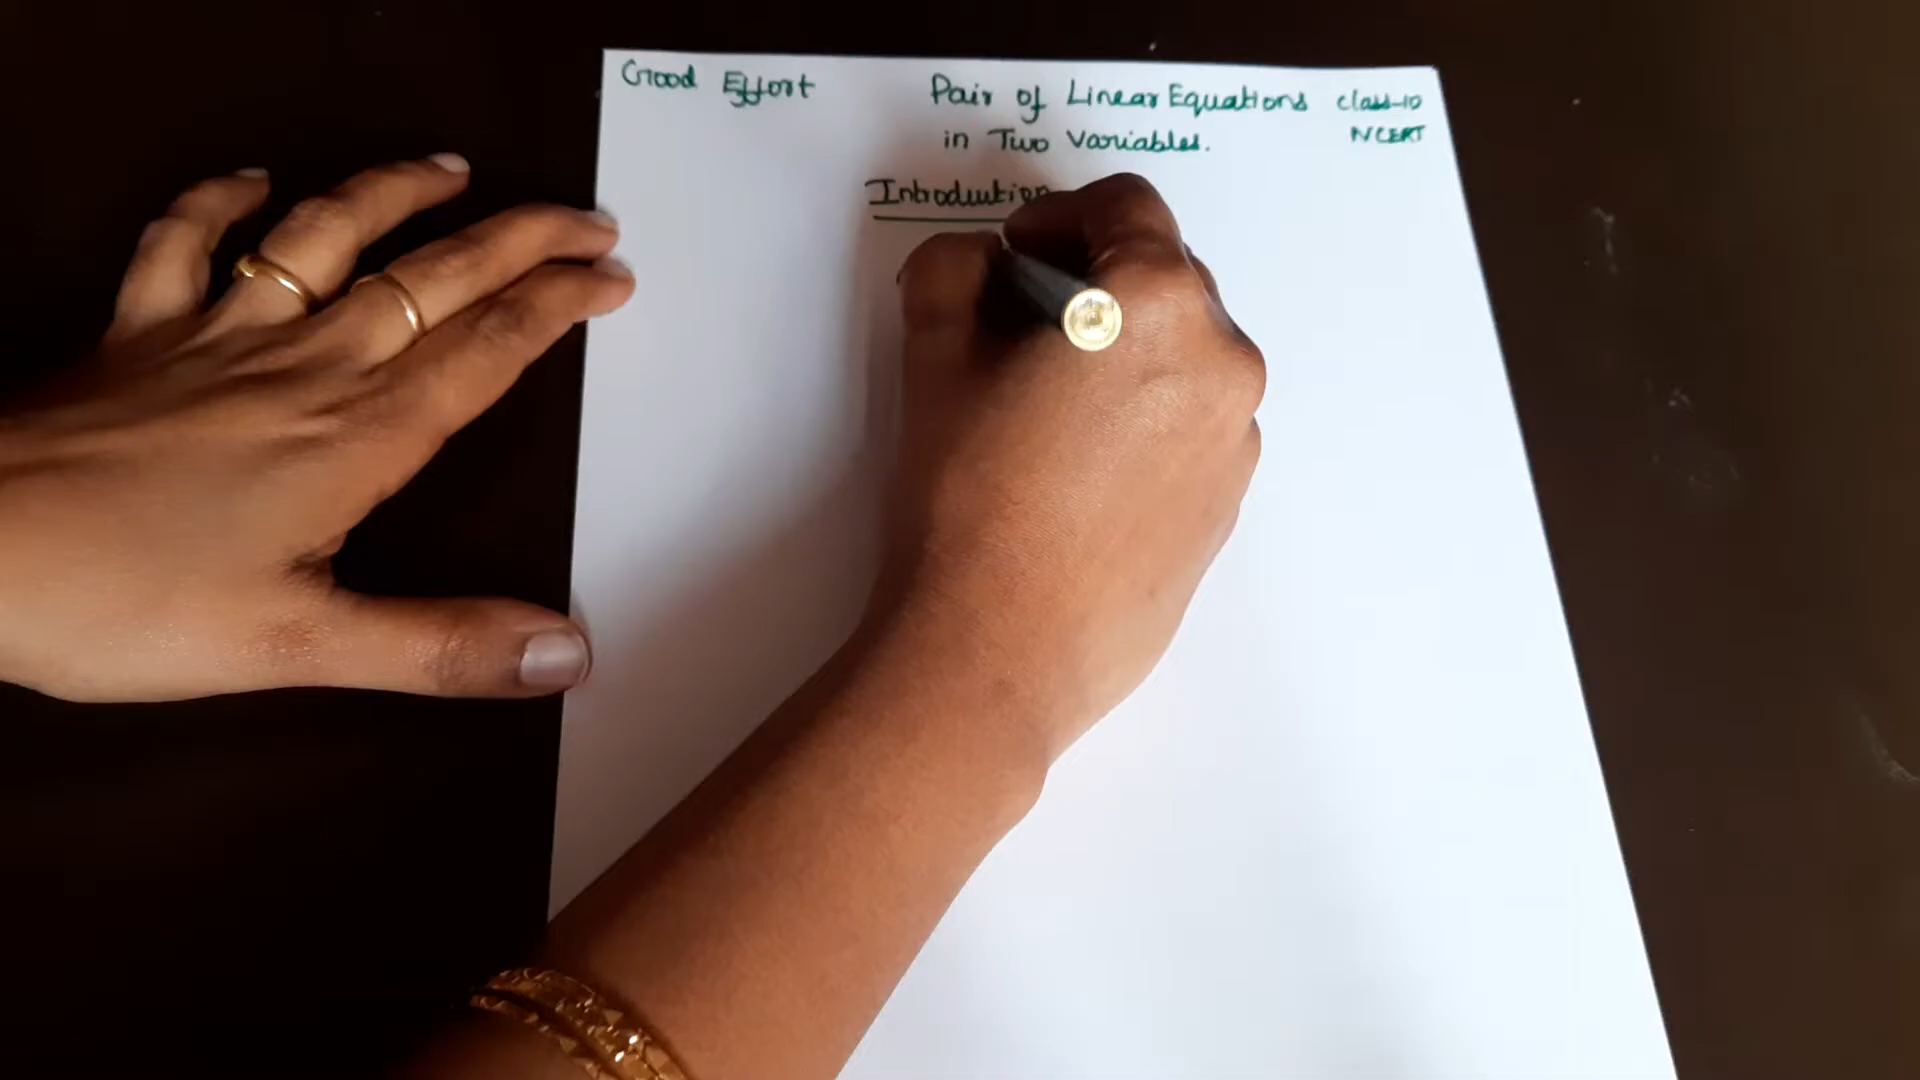 Good Effort
Pair of Linear Equations class-10
in Two Variables. NCERT
Introduction